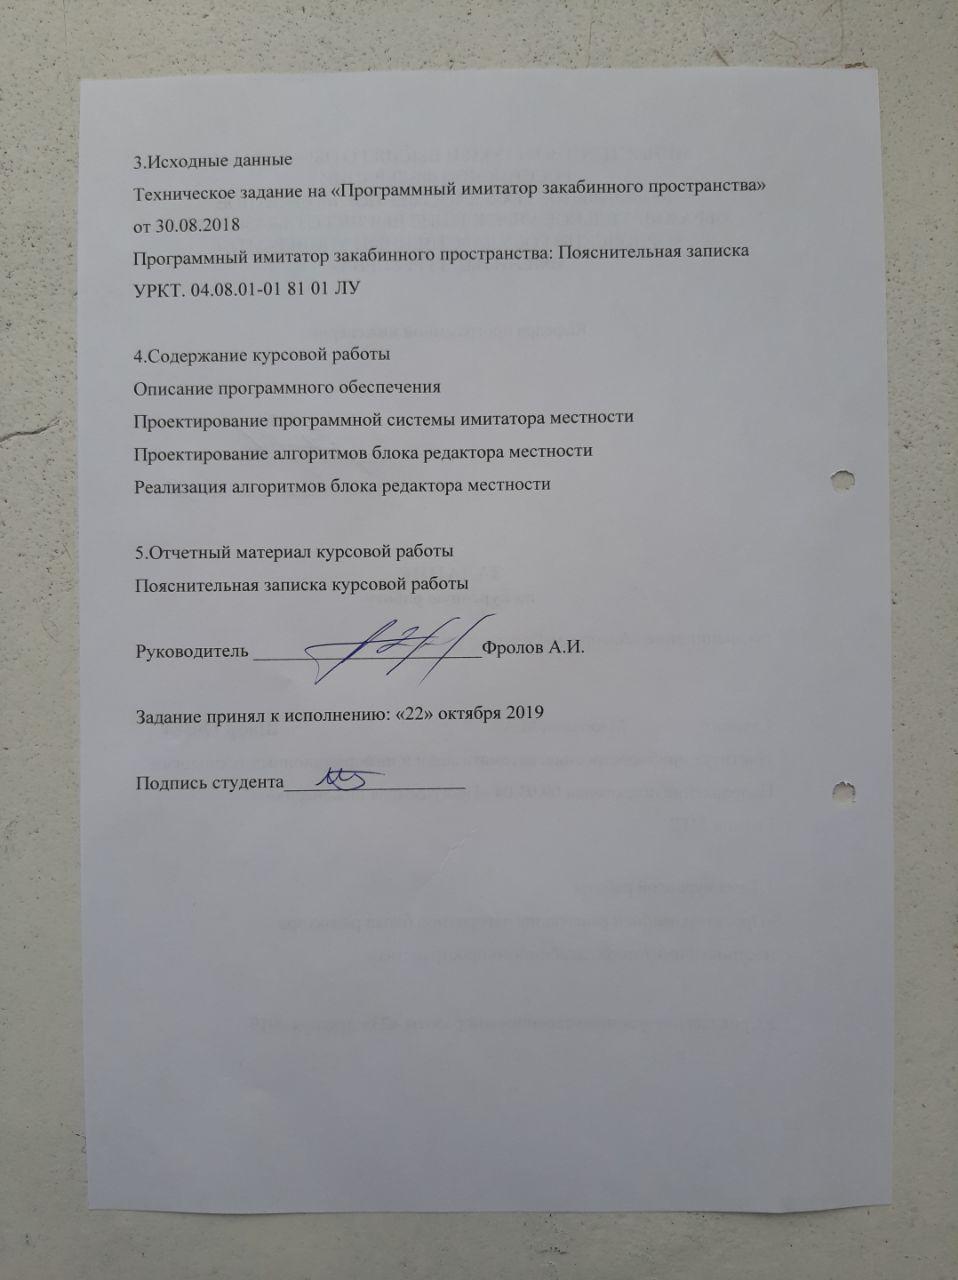 3.Исходные данные
Техническое задание на «Программный имитатор закабинного пространства»
от 30.08.2018
Программный имитатор закабинного пространства: Пояснительная записка
УРКТ. 04.08.01-01 81 01 ЛУ
4.Содержание курсовой работы
Описание программного обеспечения
Проектирование программной системы имитатора местности
Проектирование алгоритмов блока редактора местности
Реализация алгоритмов блока редактора местности
5.Отчетный материал курсовой работы
Пояснительная записка курсовой работы
Руководитель Фролов А.И.
Задание принял к исполнению: «22» октября 2019
Подпись студента